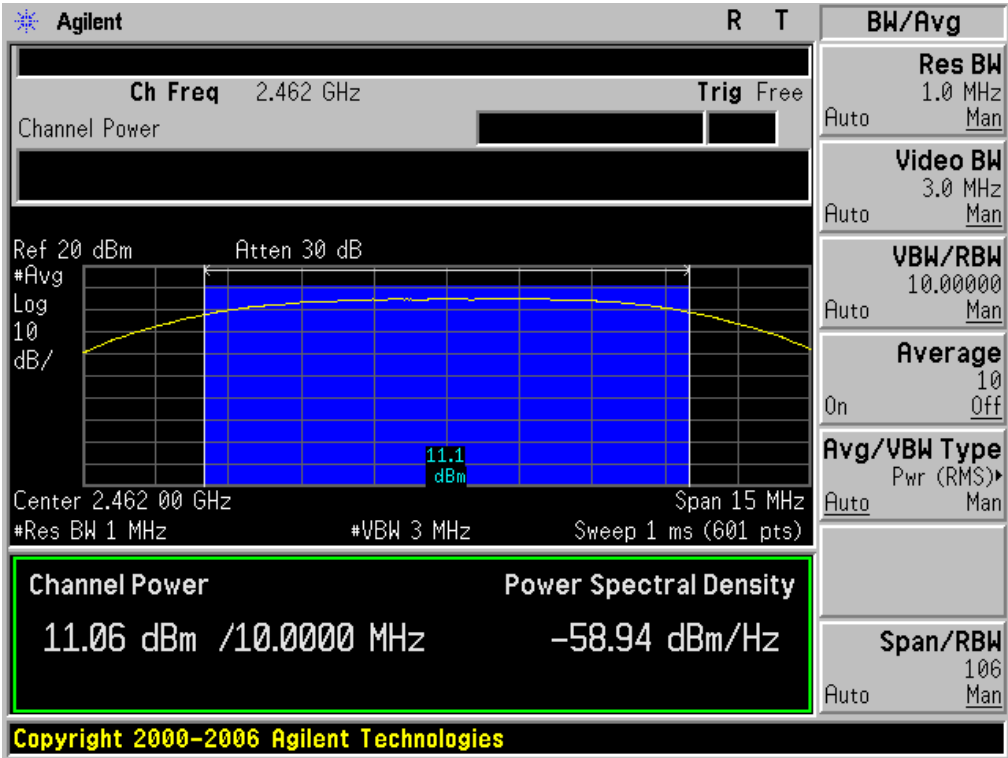 Agilent R T
Ch Freq 2.462 GHz Trig Free
Channel Power
Ref 20 dBm Atten 30 dB
#Avg
Log
10
dB/
11.1
dBm
Center 2.462 00 GHz Span 15 MHz
#Res BW 1 MHz #VBW 3 MHz Sweep 1 ms (601 pts)
Channel Power Power Spectral Density
11.06 dBm /10.0000 MHz -58.94 dBm/Hz
Copyright 2000-2006 Agilent Technologies
BW/Avg
Res BW
1.0 MHz
Auto Man
Video BW
3.0 MHz
Auto Man
VBW/RBW
10.00000
Auto Man
Average
10
On Off
Avg/VBW Type
Pwr (RMS)▸
Auto Man
Span/RBW
106
Auto Man